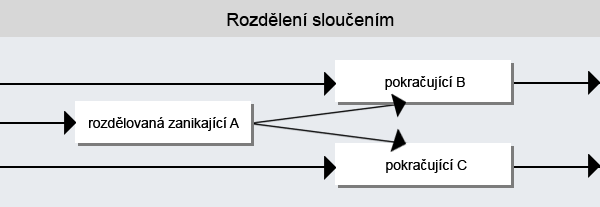 Rozdělení sloučením
pokračující B
rozdělovaná zanikající A
pokračující C